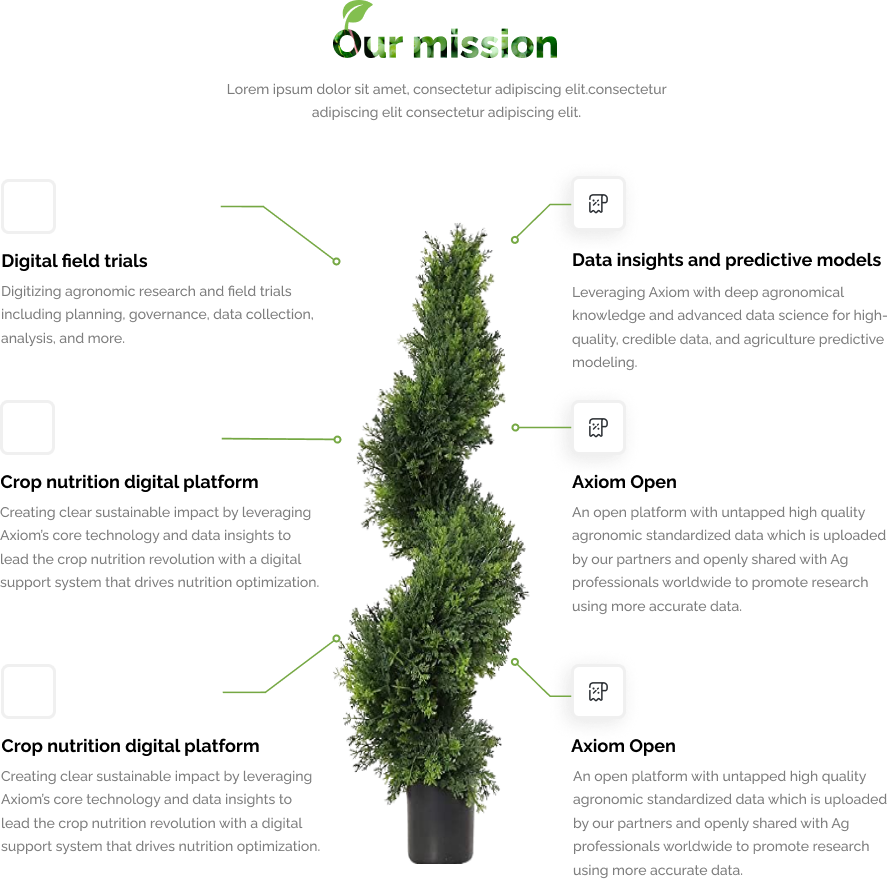 Our mission
Lorem ipsum dolor sit amet, consectetur adipiscing elit.consectetur
adipiscing elit consectetur adipiscing elit.
Digital field trials
Digitizing agronomic research and field trials
including planning, governance, data collection,
analysis, and more.
Data insights and predictive models
Leveraging Axiom with deep agronomical
knowledge and advanced data science for high-
quality, credible data, and agriculture predictive
modeling.
Crop nutrition digital platform
Creating clear sustainable impact by leveraging
Axiom's core technology and data insights to
lead the crop nutrition revolution with a digital
support system that drives nutrition optimization.
Axiom Open
An open platform with untapped high quality
agronomic standardized data which is uploaded
by our partners and openly shared with Ag
professionals worldwide to promote research
using more accurate data.
Crop nutrition digital platform
Creating clear sustainable impact by leveraging
Axiom's core technology and data insights to
lead the crop nutrition revolution with a digital
support system that drives nutrition optimization.
Axiom Open
An open platform with untapped high quality
agronomic standardized data which is uploaded
by our partners and openly shared with Ag
professionals worldwide to promote research
using more accurate data.